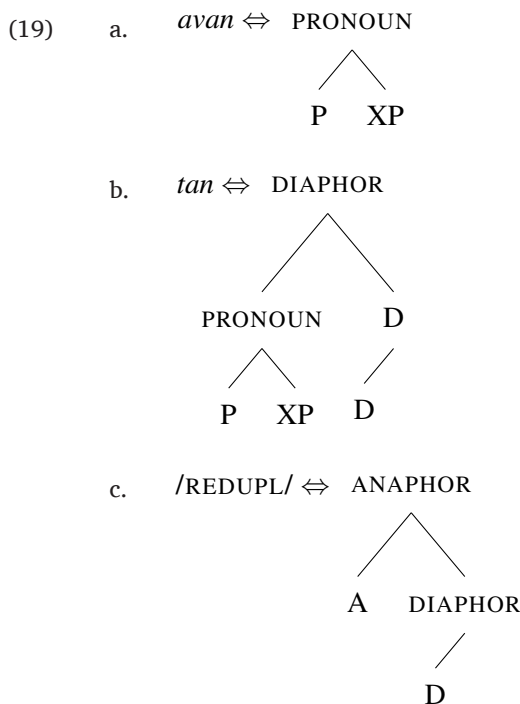 (19) a. avan ⇔ PRONOUN
P XP
b. tan ⇔ DIAPHOR
PRONOUN D
P XP D
c. /REDUPL/ ⇔ ANAPHOR
A DIAPHOR
D